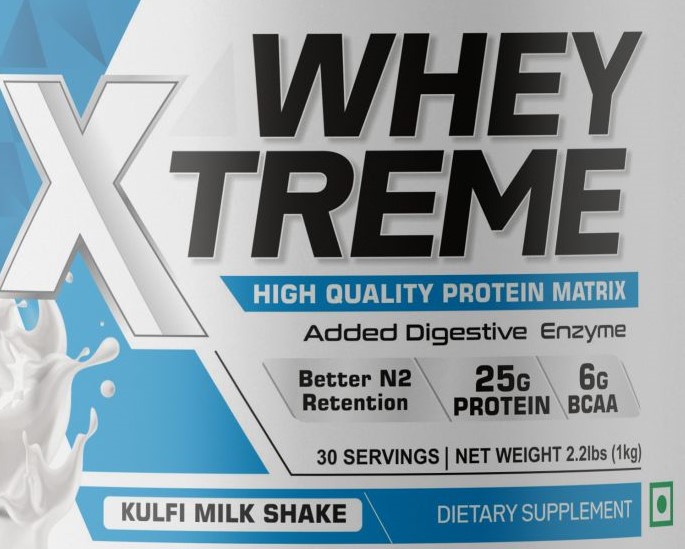 WHEY
XTREME
HIGH QUALITY PROTEIN MATRIX
Added Digestive Enzyme
Better N2 Retention
25G PROTEIN
6G BCAA
30 SERVINGS | NET WEIGHT 2.2lbs (1kg)
KULFI MILK SHAKE
DIETARY SUPPLEMENT